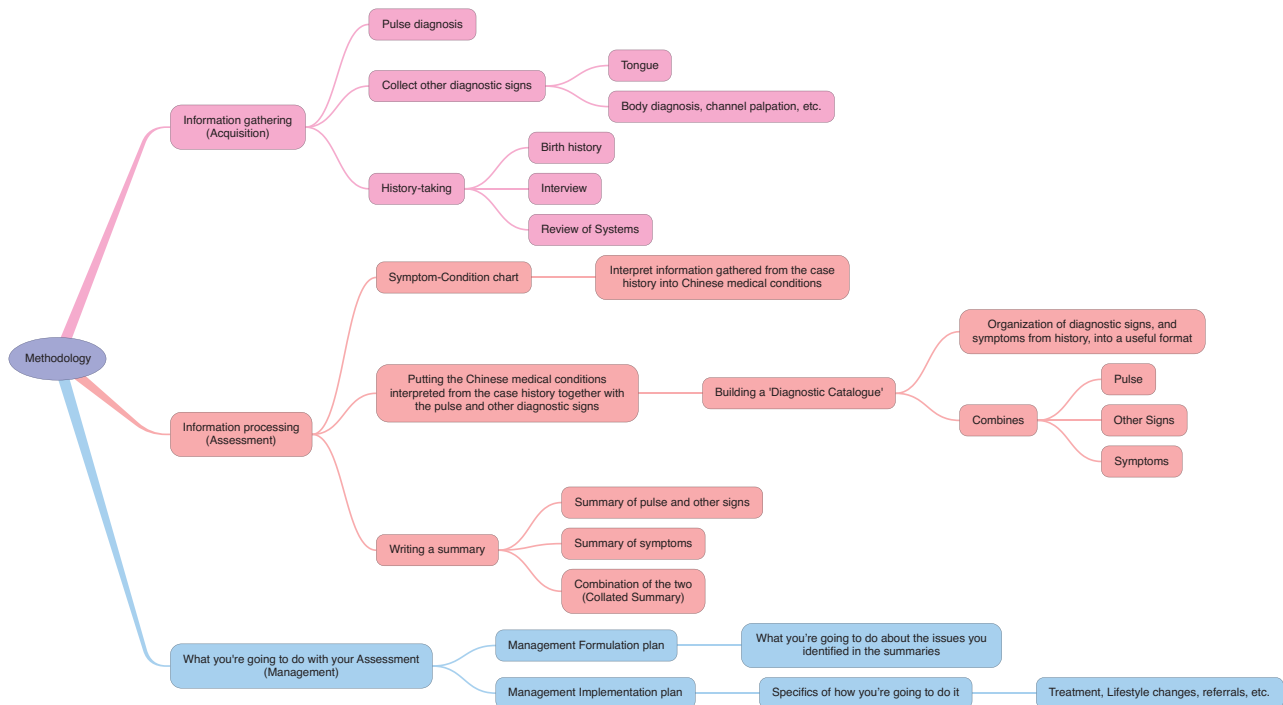 Methodology
Information gathering
(Acquisition)
Pulse diagnosis
Collect other diagnostic signs
Tongue
Body diagnosis, channel palpation, etc.
History-taking
Birth history
Interview
Review of Systems
Information processing
(Assessment)
Symptom-Condition chart
Interpret information gathered from the case
history into Chinese medical conditions
Putting the Chinese medical conditions
interpreted from the case history together with
the pulse and other diagnostic signs
Building a 'Diagnostic Catalogue'
Organization of diagnostic signs, and
symptoms from history, into a useful format
Combines
Pulse
Other Signs
Symptoms
Writing a summary
Summary of pulse and other signs
Summary of symptoms
Combination of the two
(Collated Summary)
What you're going to do with your Assessment
(Management)
Management Formulation plan
What you're going to do about the issues you
identified in the summaries
Management Implementation plan
Specifics of how you're going to do it
Treatment, Lifestyle changes, referrals, etc.